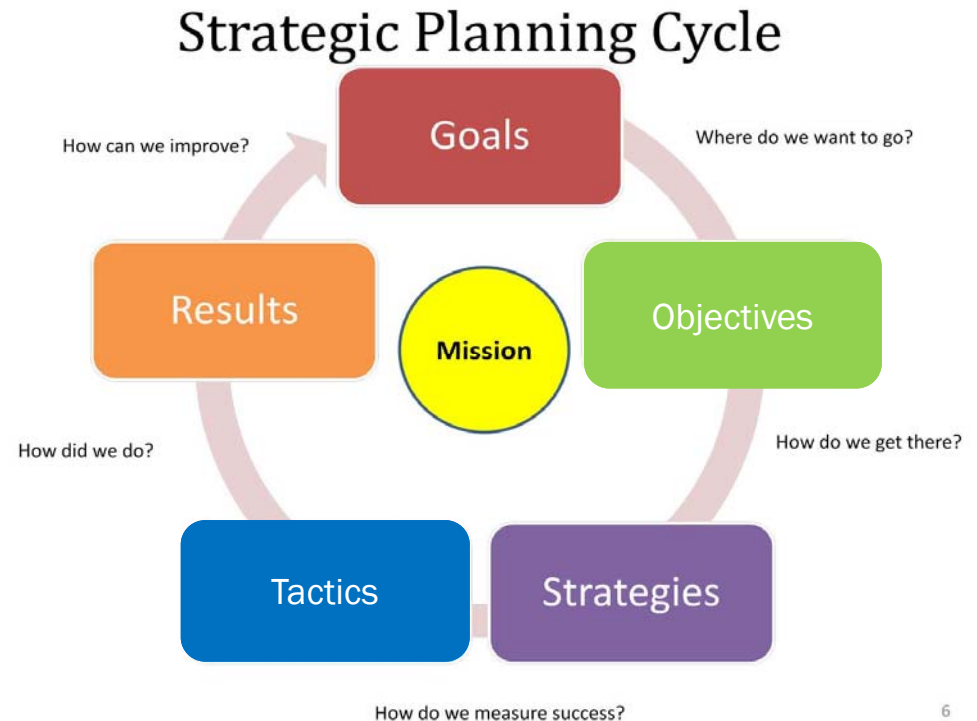 Strategic Planning Cycle
Goals
How can we improve?
Where do we want to go?
Results
Objectives
Mission
How did we do?
How do we get there?
Tactics
Strategies
How do we measure success?
6